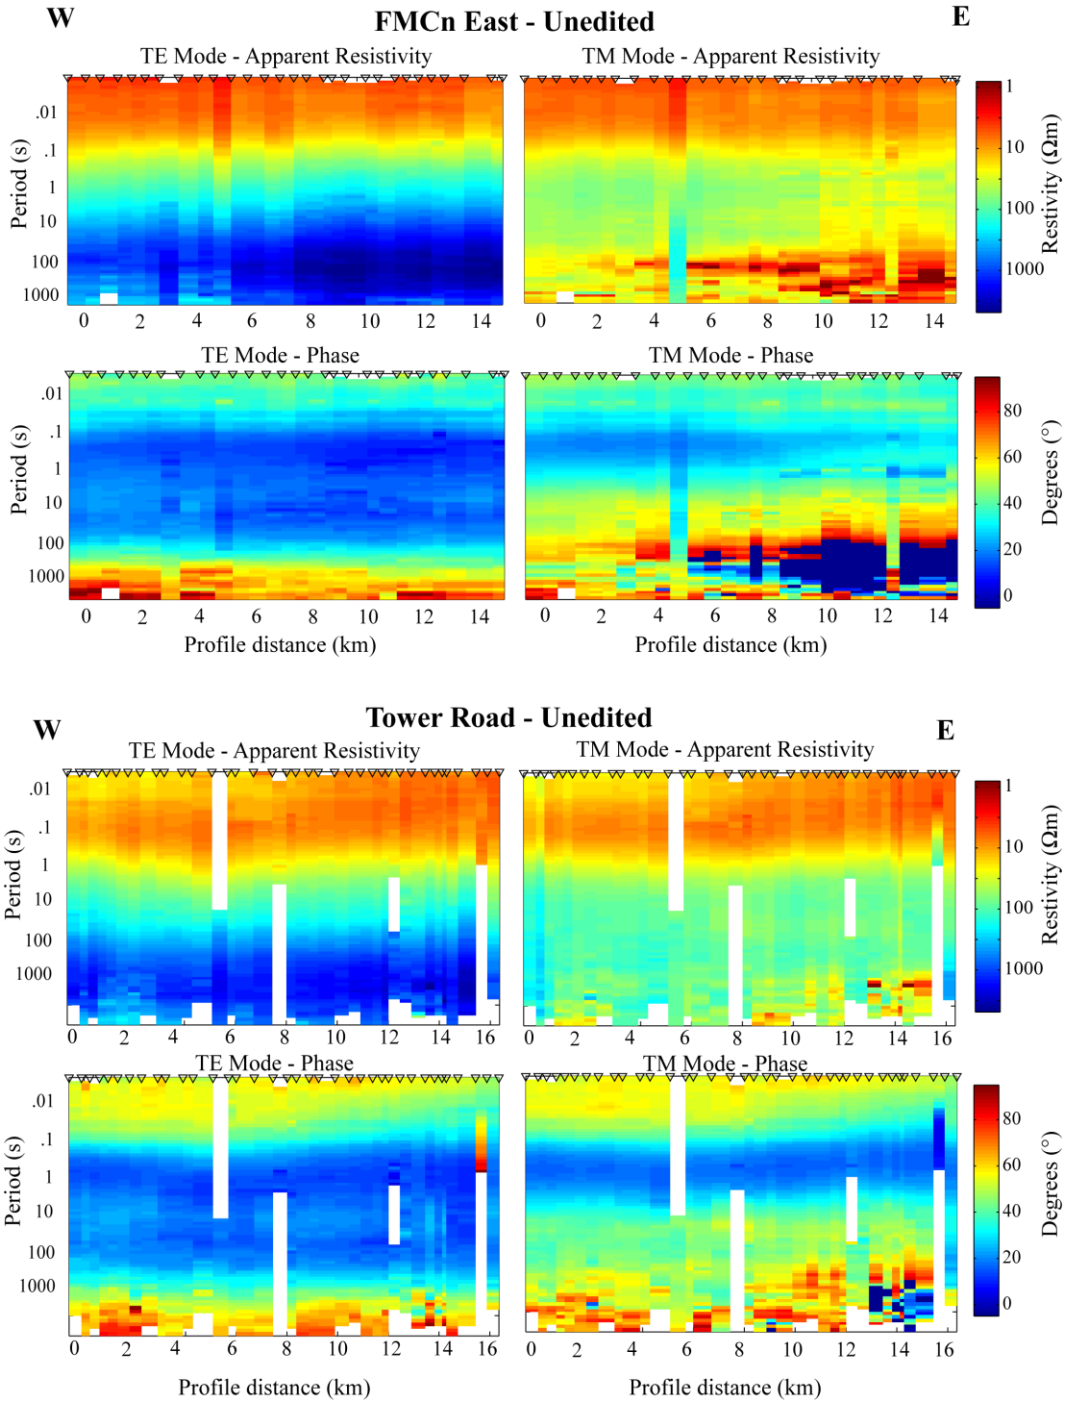 W
FMCn East - Unedited
E
TE Mode - Apparent Resistivity
TM Mode - Apparent Resistivity
Period (s)
.01
.1
1
10
100
1000
0 2 4 6 8 10 12 14
0 2 4 6 8 10 12 14
1
10
100
1000
Restivity (Ωm)
TE Mode - Phase
TM Mode - Phase
Period (s)
.01
.1
1
10
100
1000
0 2 4 6 8 10 12 14
0 2 4 6 8 10 12 14
80
60
40
20
0
Degrees (°)
Profile distance (km)
Profile distance (km)
W
Tower Road - Unedited
E
TE Mode - Apparent Resistivity
TM Mode - Apparent Resistivity
Period (s)
.01
.1
1
10
100
1000
0 2 4 6 8 10 12 14 16
0 2 4 6 8 10 12 14 16
1
10
100
1000
Restivity (Ωm)
TE Mode - Phase
TM Mode - Phase
Period (s)
.01
.1
1
10
100
1000
0 2 4 6 8 10 12 14 16
0 2 4 6 8 10 12 14 16
80
60
40
20
0
Degrees (°)
Profile distance (km)
Profile distance (km)